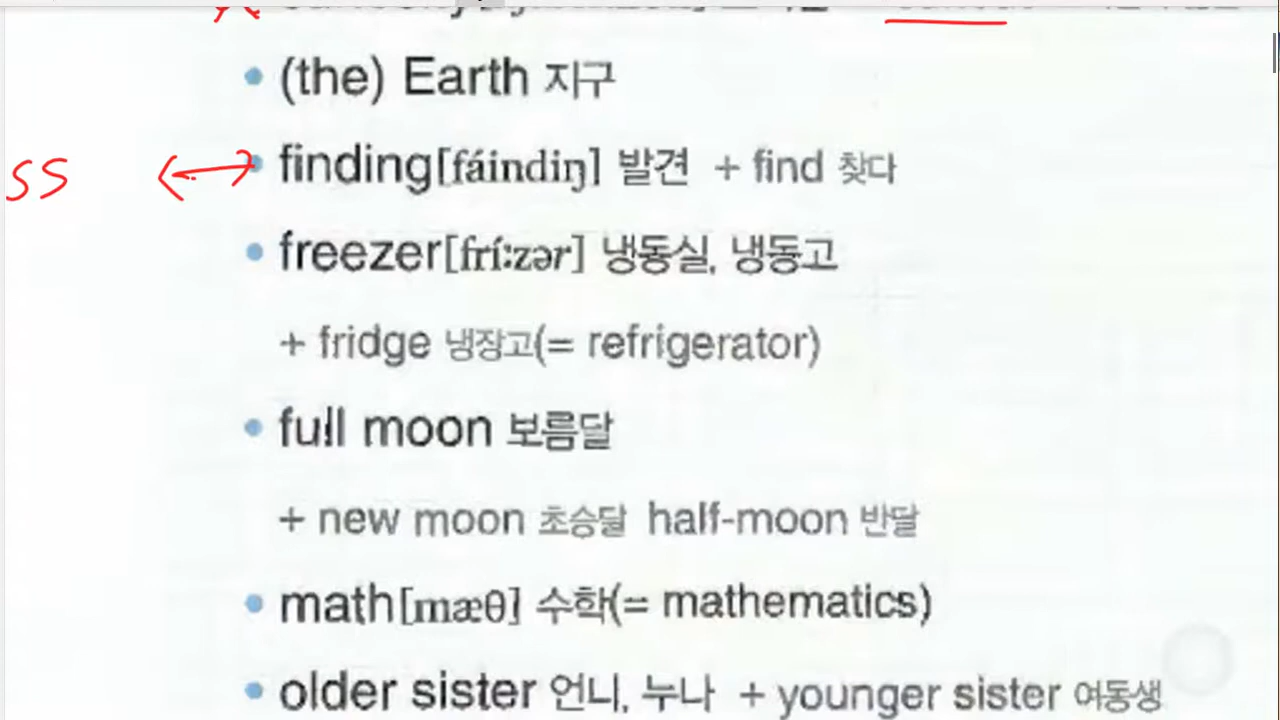 • (the) Earth 지구
ss ↔ • finding[fáindiŋ] 발견 + find 찾다
• freezer[fríːzər] 냉동실, 냉동고
+ fridge 냉장고(= refrigerator)
• full moon 보름달
+ new moon 초승달 half-moon 반달
• math[mæθ] 수학(= mathematics)
• older sister 언니, 누나 + younger sister 여동생